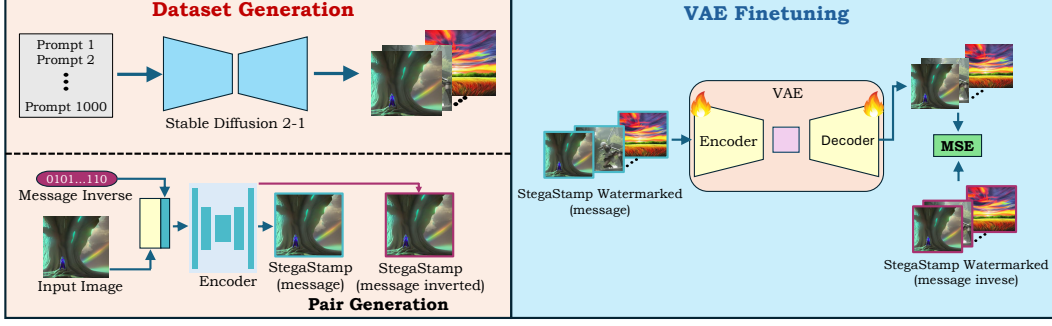 Dataset Generation
Prompt 1
Prompt 2
Prompt 1000
Stable Diffusion 2-1
0101...110
Message Inverse
Input Image
Encoder
StegaStamp
(message)
StegaStamp
(message inverted)
Pair Generation
VAE Finetuning
VAE
Encoder
Decoder
MSE
StegaStamp Watermarked
(message)
StegaStamp Watermarked
(message invese)